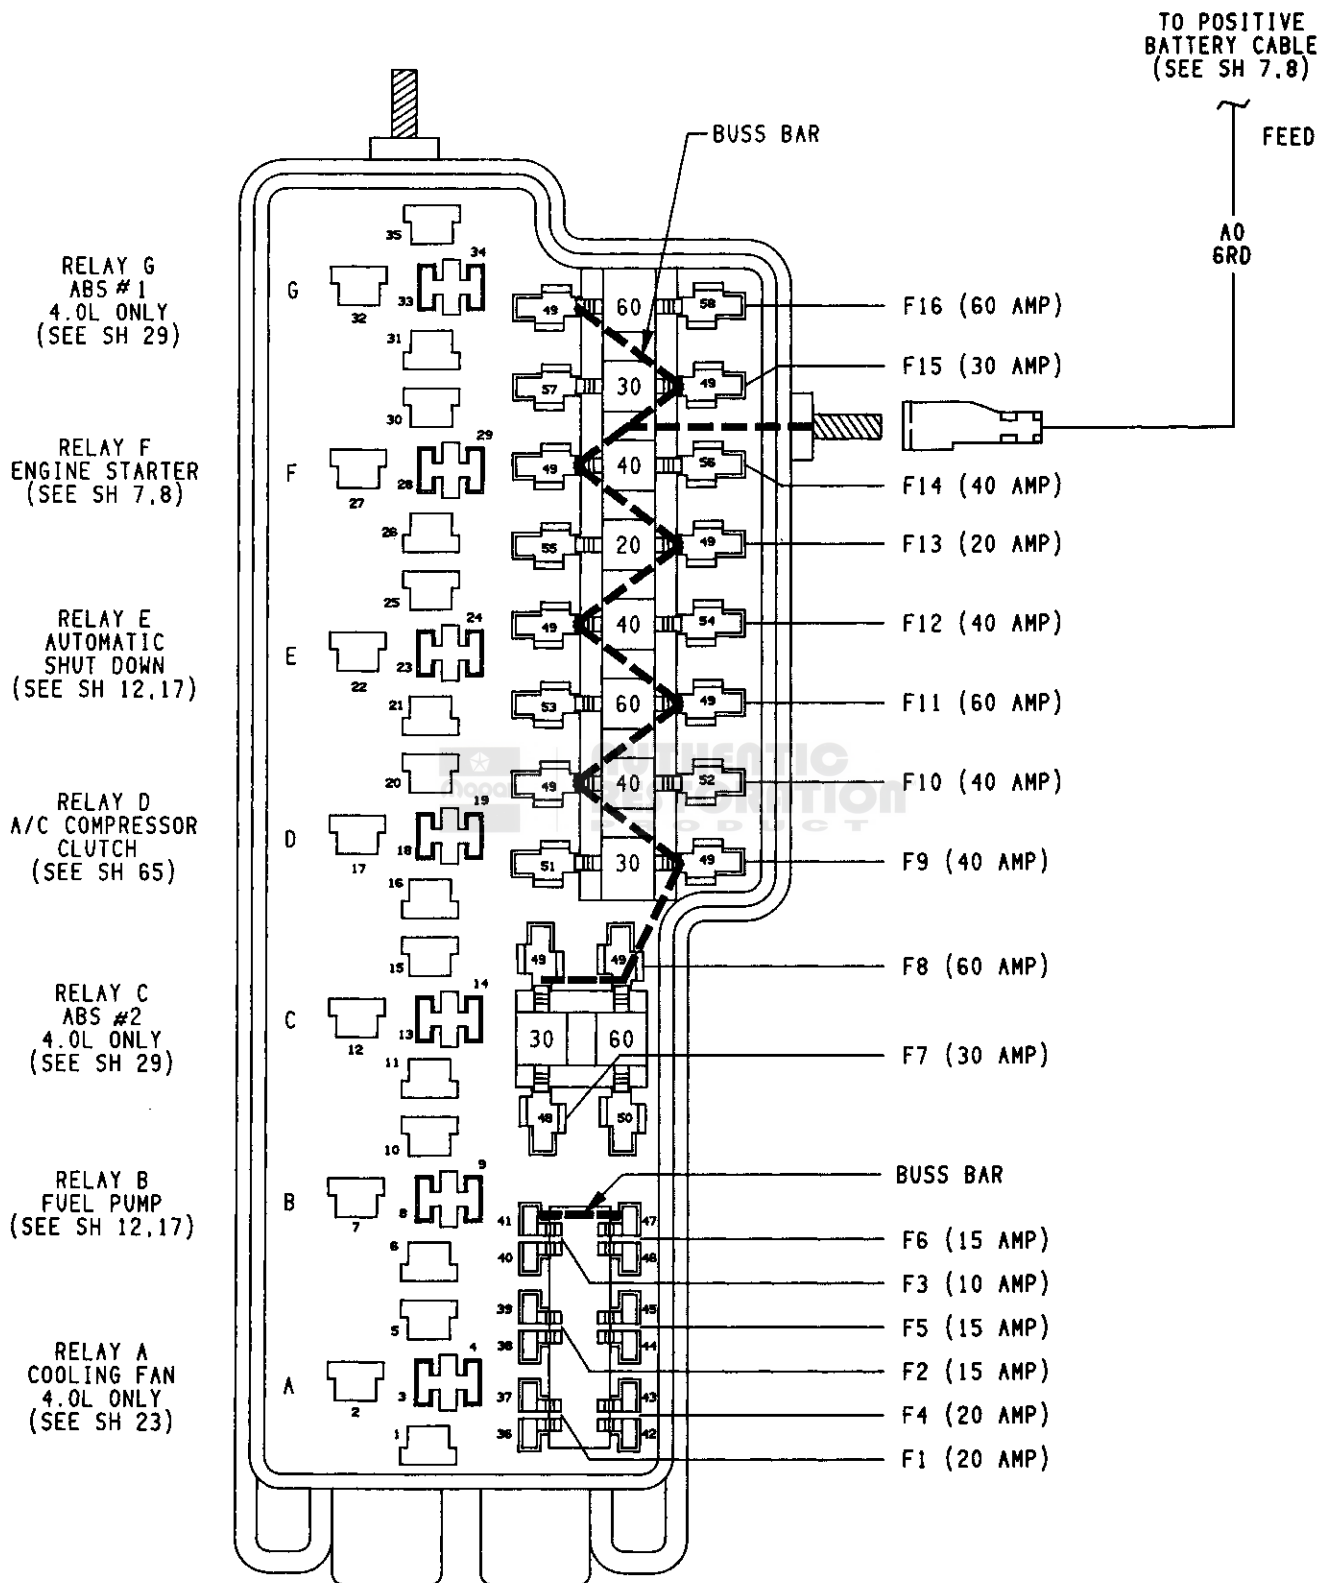 TO POSITIVE
BATTERY CABLE
(SEE SH 7,8)
FEED
A0
6RD
BUSS BAR
RELAY G
ABS #1
4.0L ONLY
(SEE SH 29)
RELAY F
ENGINE STARTER
(SEE SH 7,8)
RELAY E
AUTOMATIC
SHUT DOWN
(SEE SH 12,17)
RELAY D
A/C COMPRESSOR
CLUTCH
(SEE SH 65)
RELAY C
ABS #2
4.0L ONLY
(SEE SH 29)
RELAY B
FUEL PUMP
(SEE SH 12,17)
RELAY A
COOLING FAN
4.0L ONLY
(SEE SH 23)
35
34
G
33
32
31
30
29
F
28
27
26
25
24
E
23
22
21
20
19
D
18
17
16
15
14
C
13
12
11
10
9
B
8
7
6
5
4
A
3
2
1
49 60 58
57 30 49
49 40 56
55 20 49
49 40 54
53 60 49
49 40 52
51 30 49
49 49
30 60
48 50
41 47
40 46
39 45
38 44
37 43
36 42
F16 (60 AMP)
F15 (30 AMP)
F14 (40 AMP)
F13 (20 AMP)
F12 (40 AMP)
F11 (60 AMP)
F10 (40 AMP)
F9 (40 AMP)
F8 (60 AMP)
F7 (30 AMP)
BUSS BAR
F6 (15 AMP)
F3 (10 AMP)
F5 (15 AMP)
F2 (15 AMP)
F4 (20 AMP)
F1 (20 AMP)
mopar
AUTHENTIC
RESTORATION
PRODUCT